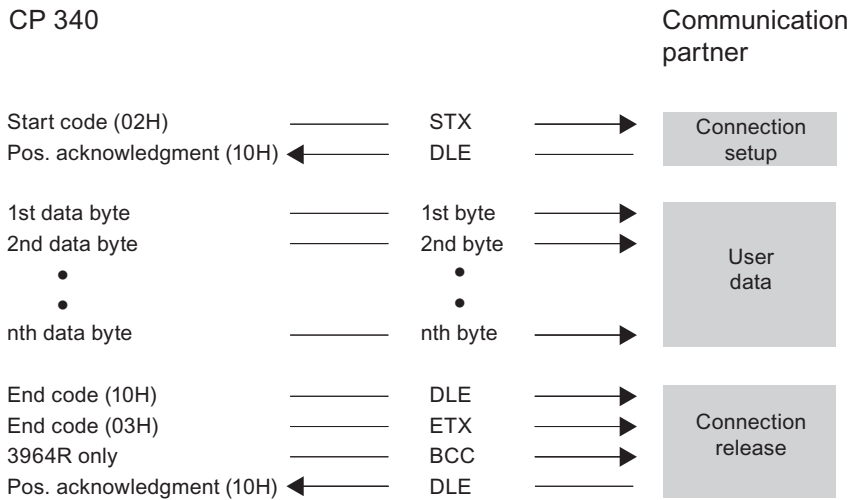 CP 340 Communication
partner
Start code (02H) STX Connection
Pos. acknowledgment (10H) DLE setup
1st data byte 1st byte
2nd data byte 2nd byte
User
data
• •
• •
nth data byte nth byte
End code (10H) DLE
End code (03H) ETX Connection
3964R only BCC release
Pos. acknowledgment (10H) DLE